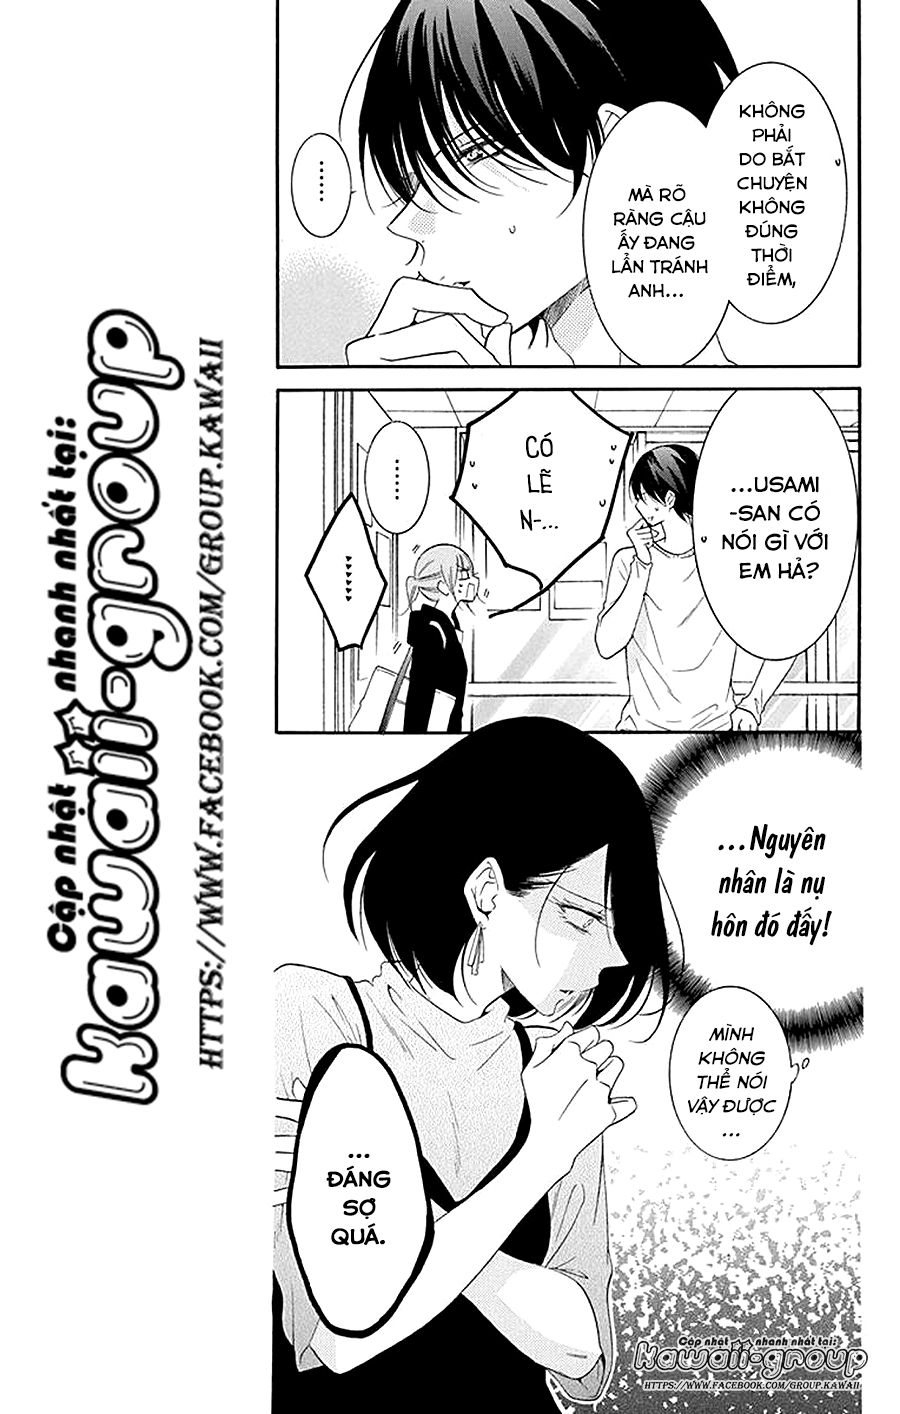 KHÔNG
PHẢI
DO BẮT
CHUYỆN
KHÔNG
ĐÚNG
THỜI
ĐIỂM,
MÀ RÕ
RÀNG CẬU
ẤY ĐANG
LẨN TRÁNH
ANH...
......
...USAMI
-SAN CÓ
NÓI GÌ VỚI
EM HẢ?
CÓ
LẼ
N-...
......
♥♥♥♥♥♥
...Nguyên
nhân là nụ
hôn đó đấy!
MÌNH
KHÔNG
THỂ NÓI
VẬY ĐƯỢC
...
...
ĐÁNG
SỢ
QUÁ.
Cập nhật nhanh nhất tại:
kawaii-group
HTTPS://WWW.FACEBOOK.COM/GROUP.KAWAII
Cập nhật nhanh nhất tại:
kawaii-group
HTTPS://WWW.FACEBOOK.COM/GROUP.KAWAII